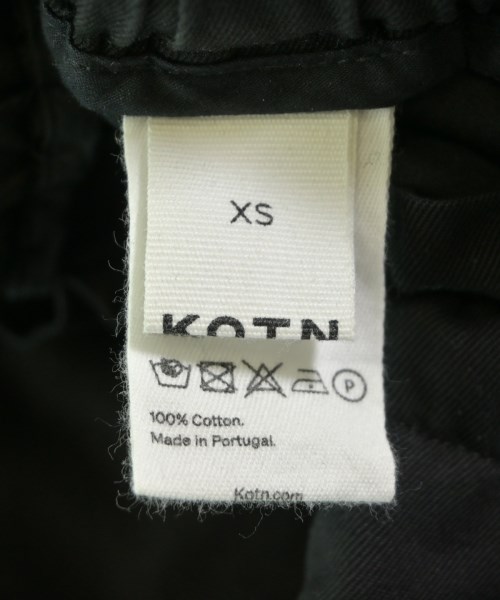 XS
KOTN
P
100% Cotton.
Made in Portugal.
Kotn.com